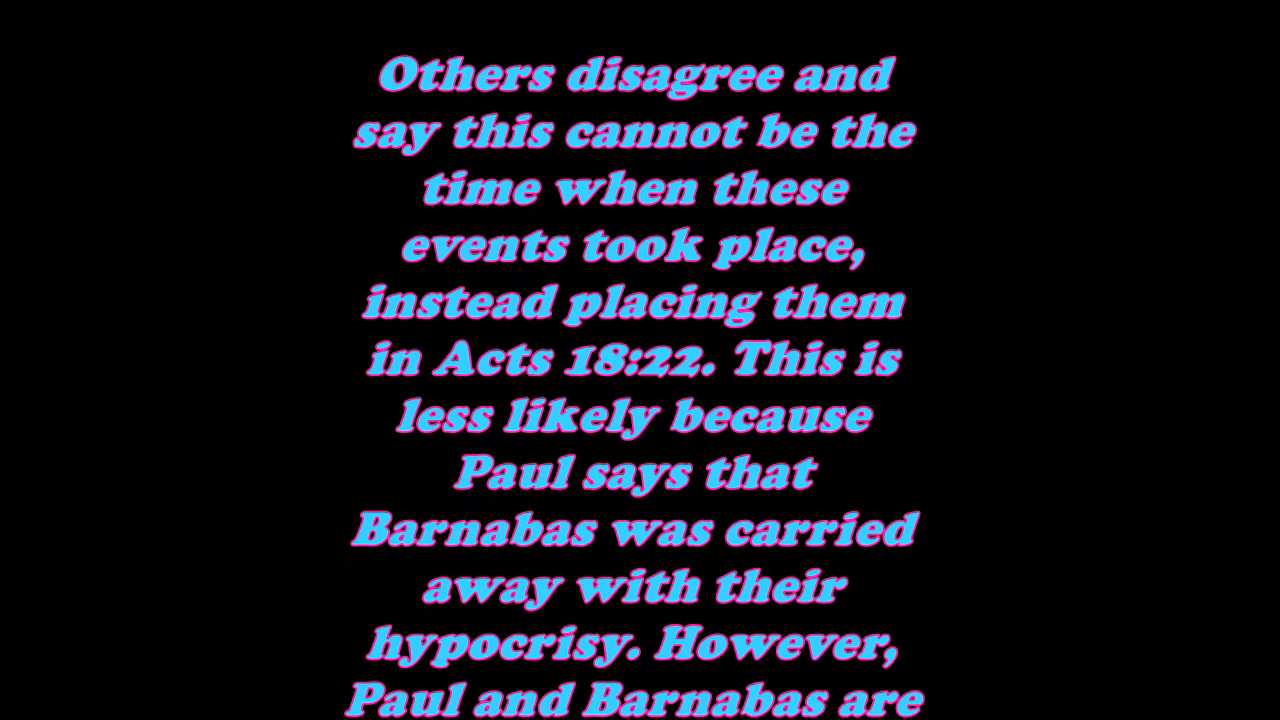 Others disagree and
say this cannot be the
time when these
events took place,
instead placing them
in Acts 18:22. This is
less likely because
Paul says that
Barnabas was carried
away with their
hypocrisy. However,
Paul and Barnabas are